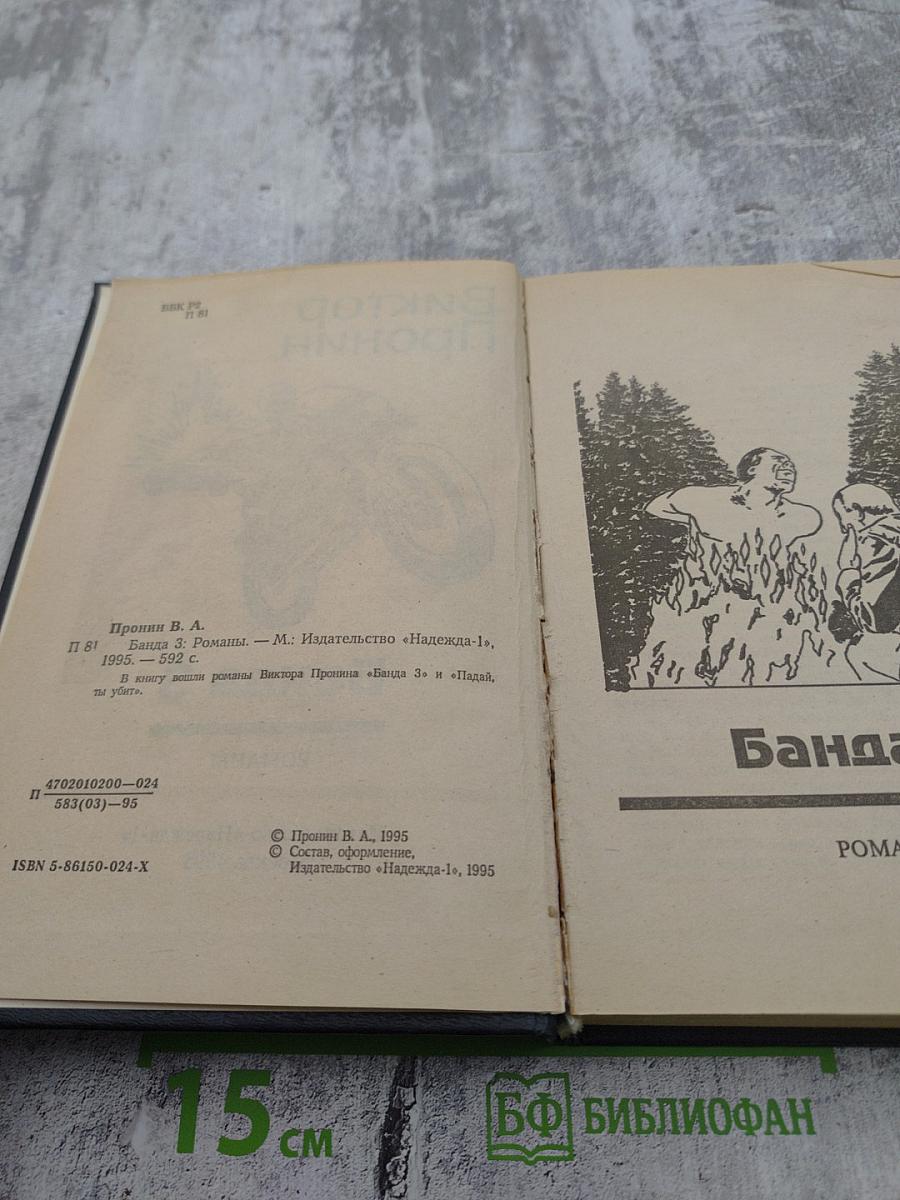 ББК Р2
П 81
Пронин В. А.
П 81 Банда 3: Романы. — М.: Издательство «Надежда-1»,
1995. — 592 с.
В книгу вошли романы Виктора Пронина «Банда 3» и «Падай,
ты убит».
П 4702010200—024
583(03)—95
© Пронин В. А., 1995
© Состав, оформление,
Издательство «Надежда-1», 1995
ISBN 5-86150-024-X
Банда
РОМА
15 см
БФ БИБЛИОФАН